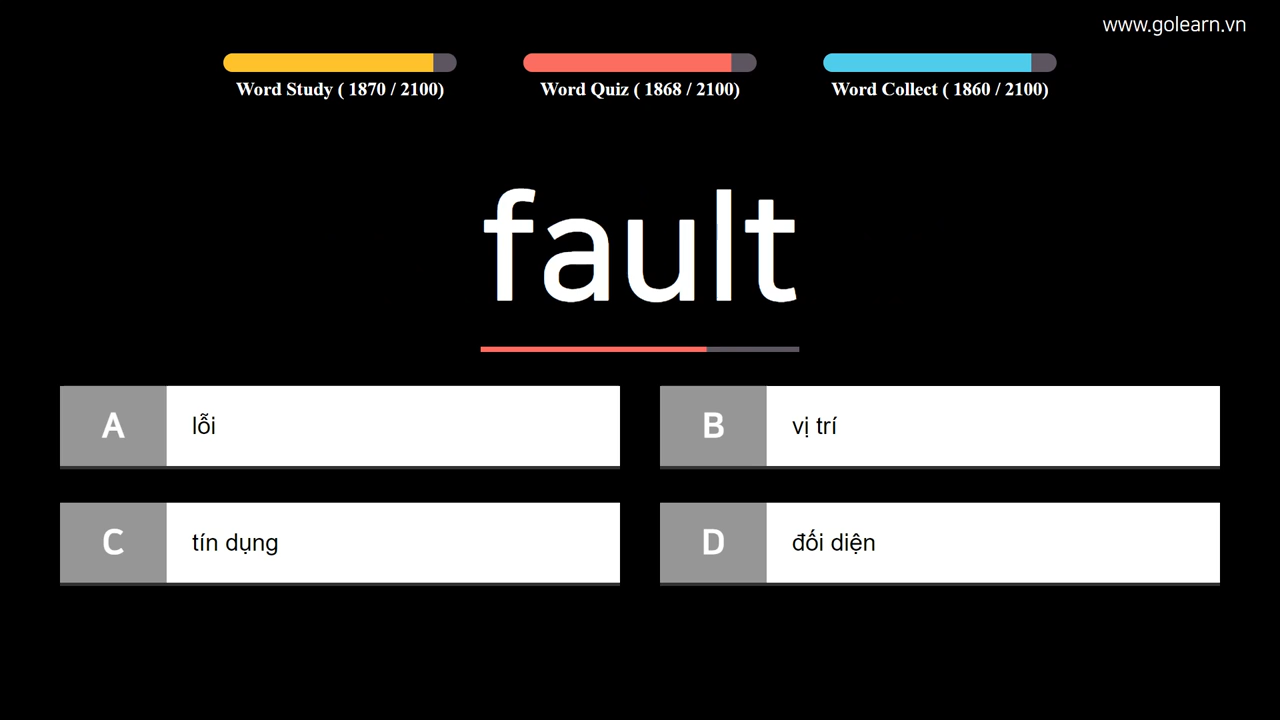 www.golearn.vn
Word Study ( 1870 / 2100)
Word Quiz ( 1868 / 2100)
Word Collect ( 1860 / 2100)
fault
A lỗi
B vị trí
C tín dụng
D đối diện